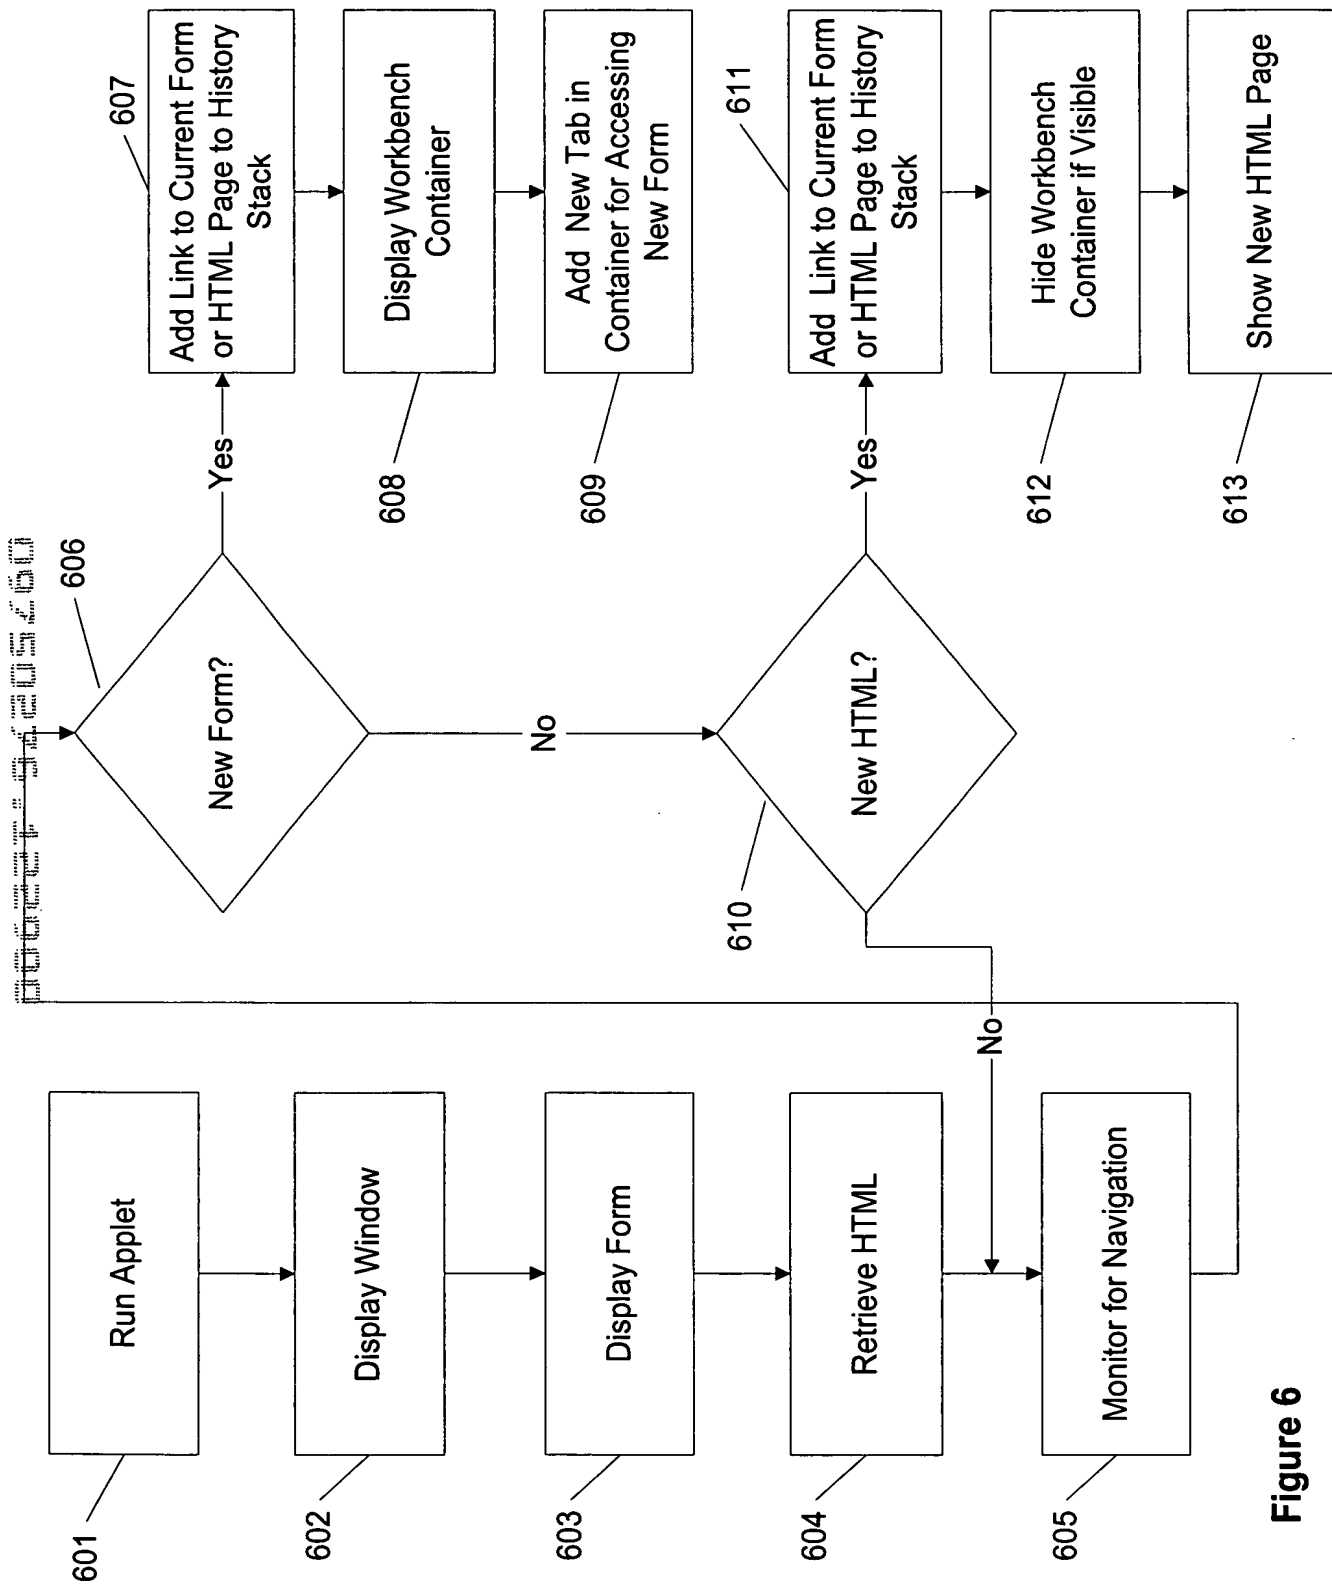 09750276.122900
601
Run Applet
602
Display Window
603
Display Form
604
Retrieve HTML
No
605
Monitor for Navigation
606
New Form?
Yes
No
607
Add Link to Current Form
or HTML Page to History
Stack
608
Display Workbench
Container
609
Add New Tab in
Container for Accessing
New Form
610
New HTML?
Yes
611
Add Link to Current Form
or HTML Page to History
Stack
612
Hide Workbench
Container if Visible
613
Show New HTML Page
Figure 6